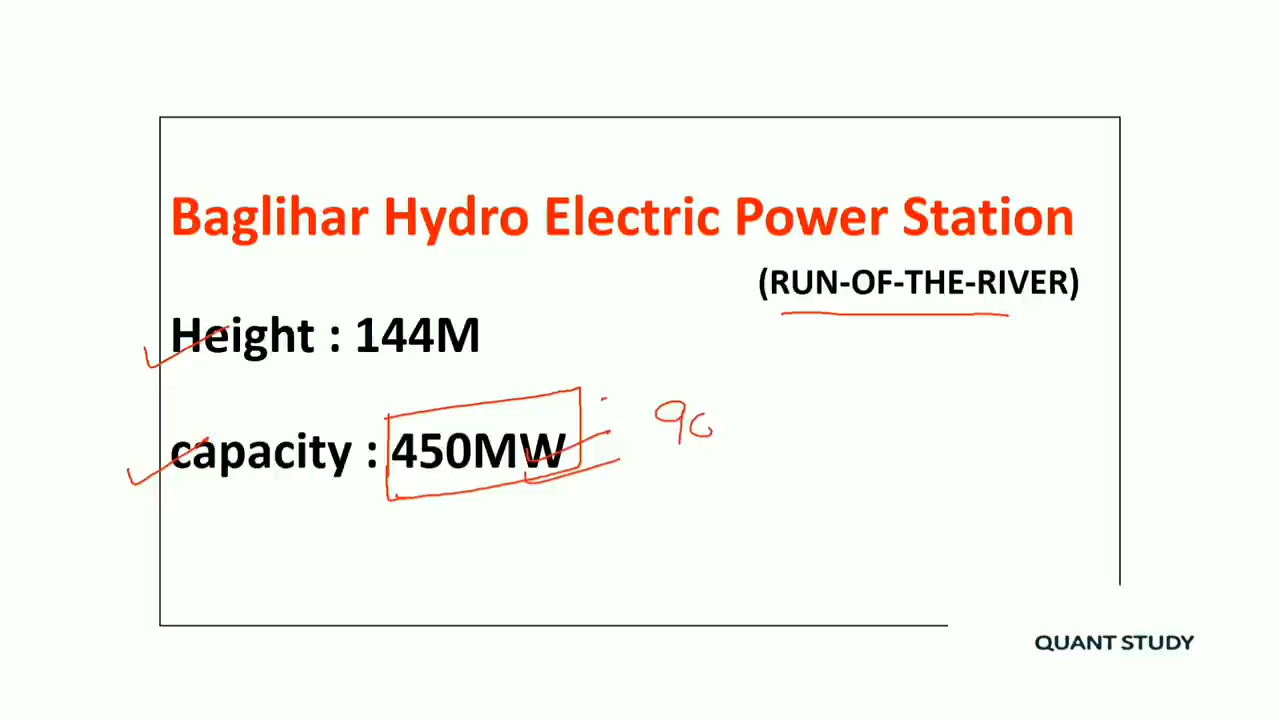 Baglihar Hydro Electric Power Station
(RUN-OF-THE-RIVER)
Height : 144M
capacity : 450MW
90
QUANT STUDY